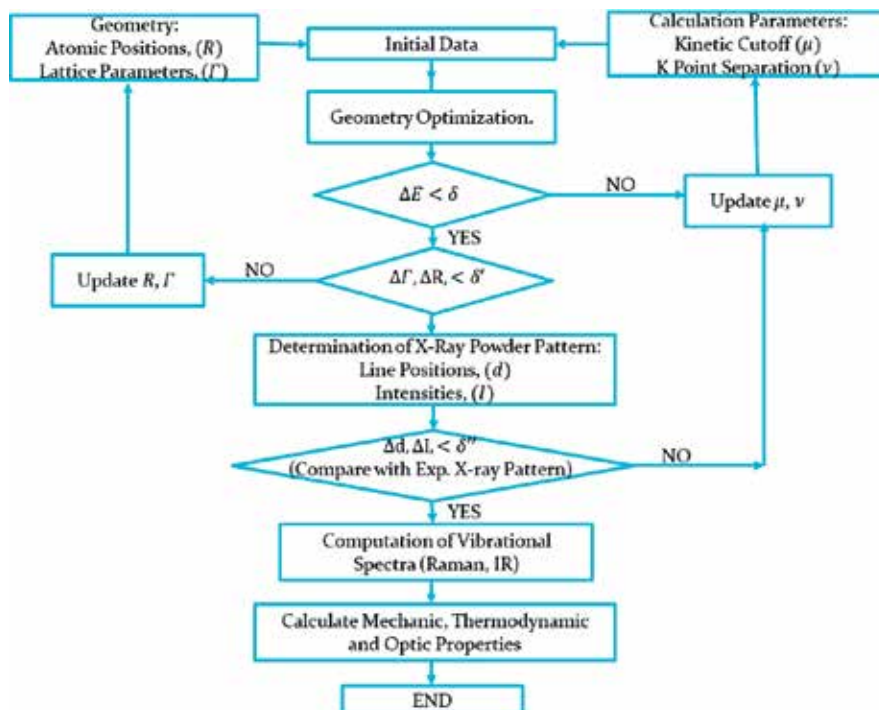 Geometry:
Atomic Positions, (R)
Lattice Parameters, (Γ)
Initial Data
Calculation Parameters:
Kinetic Cutoff (μ)
K Point Separation (ν)
Geometry Optimization.
ΔE < δ
NO
Update μ, ν
YES
ΔΓ, ΔR, < δ'
NO
Update R, Γ
Determination of X-Ray Powder Pattern:
Line Positions, (d)
Intensities, (I)
Δd, ΔI, < δ''
(Compare with Exp. X-ray Pattern)
NO
YES
Computation of Vibrational
Spectra (Raman, IR)
Calculate Mechanic, Thermodynamic
and Optic Properties
END